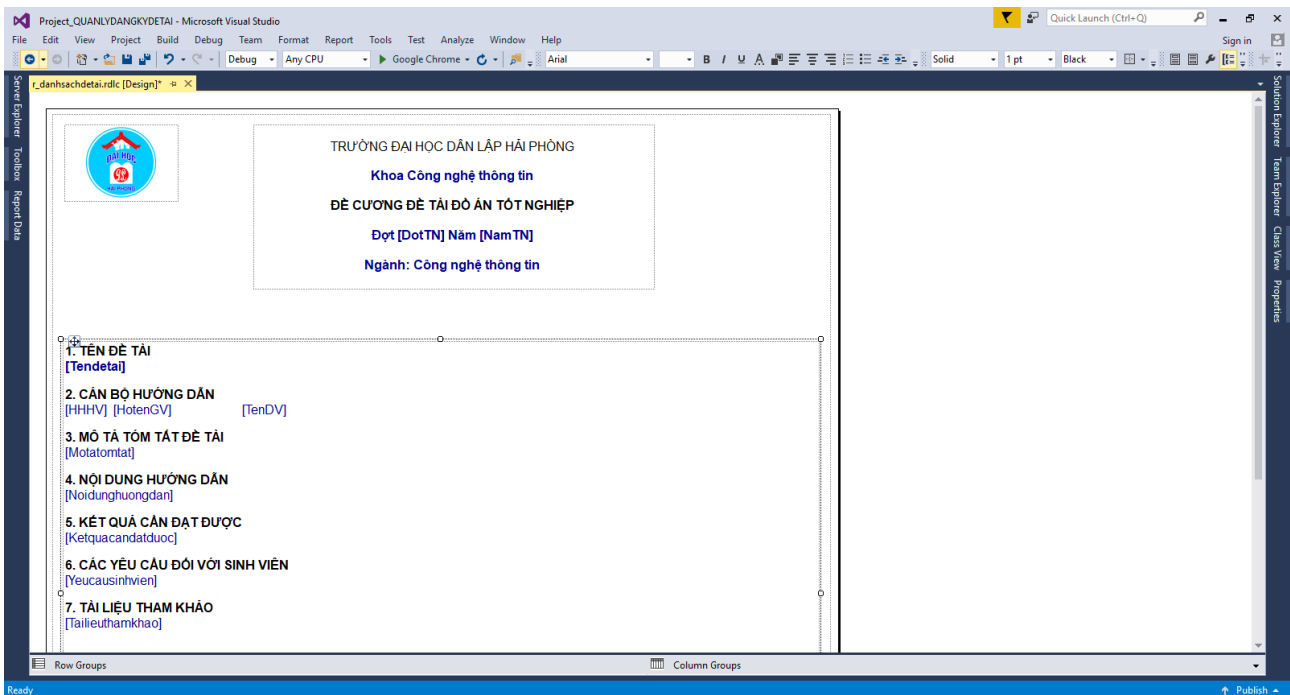 Project_QUANLYDANGKYDETAI - Microsoft Visual Studio
Quick Launch (Ctrl+Q)
File Edit View Project Build Debug Team Format Report Tools Test Analyze Window Help
Sign in
Debug Any CPU Google Chrome Arial B I U A Solid 1 pt Black
r_danhsachdetai.rdlc [Design]*
Server Explorer
Toolbox
Report Data
Solution Explorer
Team Explorer
Class View
Properties
ĐẠI HỌC
HẢI PHÒNG
TRƯỜNG ĐẠI HỌC DÂN LẬP HẢI PHÒNG
Khoa Công nghệ thông tin
ĐỀ CƯƠNG ĐỀ TÀI ĐỒ ÁN TỐT NGHIỆP
Đợt [DotTN] Năm [NamTN]
Ngành: Công nghệ thông tin
1. TÊN ĐỀ TÀI
[Tendetai]
2. CÁN BỘ HƯỚNG DẪN
[HHHV] [HotenGV] [TenDV]
3. MÔ TẢ TÓM TẮT ĐỀ TÀI
[Motatomtat]
4. NỘI DUNG HƯỚNG DẪN
[Noidunghuongdan]
5. KẾT QUẢ CẦN ĐẠT ĐƯỢC
[Ketquacandatduoc]
6. CÁC YÊU CẦU ĐỐI VỚI SINH VIÊN
[Yeucausinhvien]
7. TÀI LIỆU THAM KHẢO
[Tailieuthamkhao]
Row Groups
Column Groups
Ready
Publish